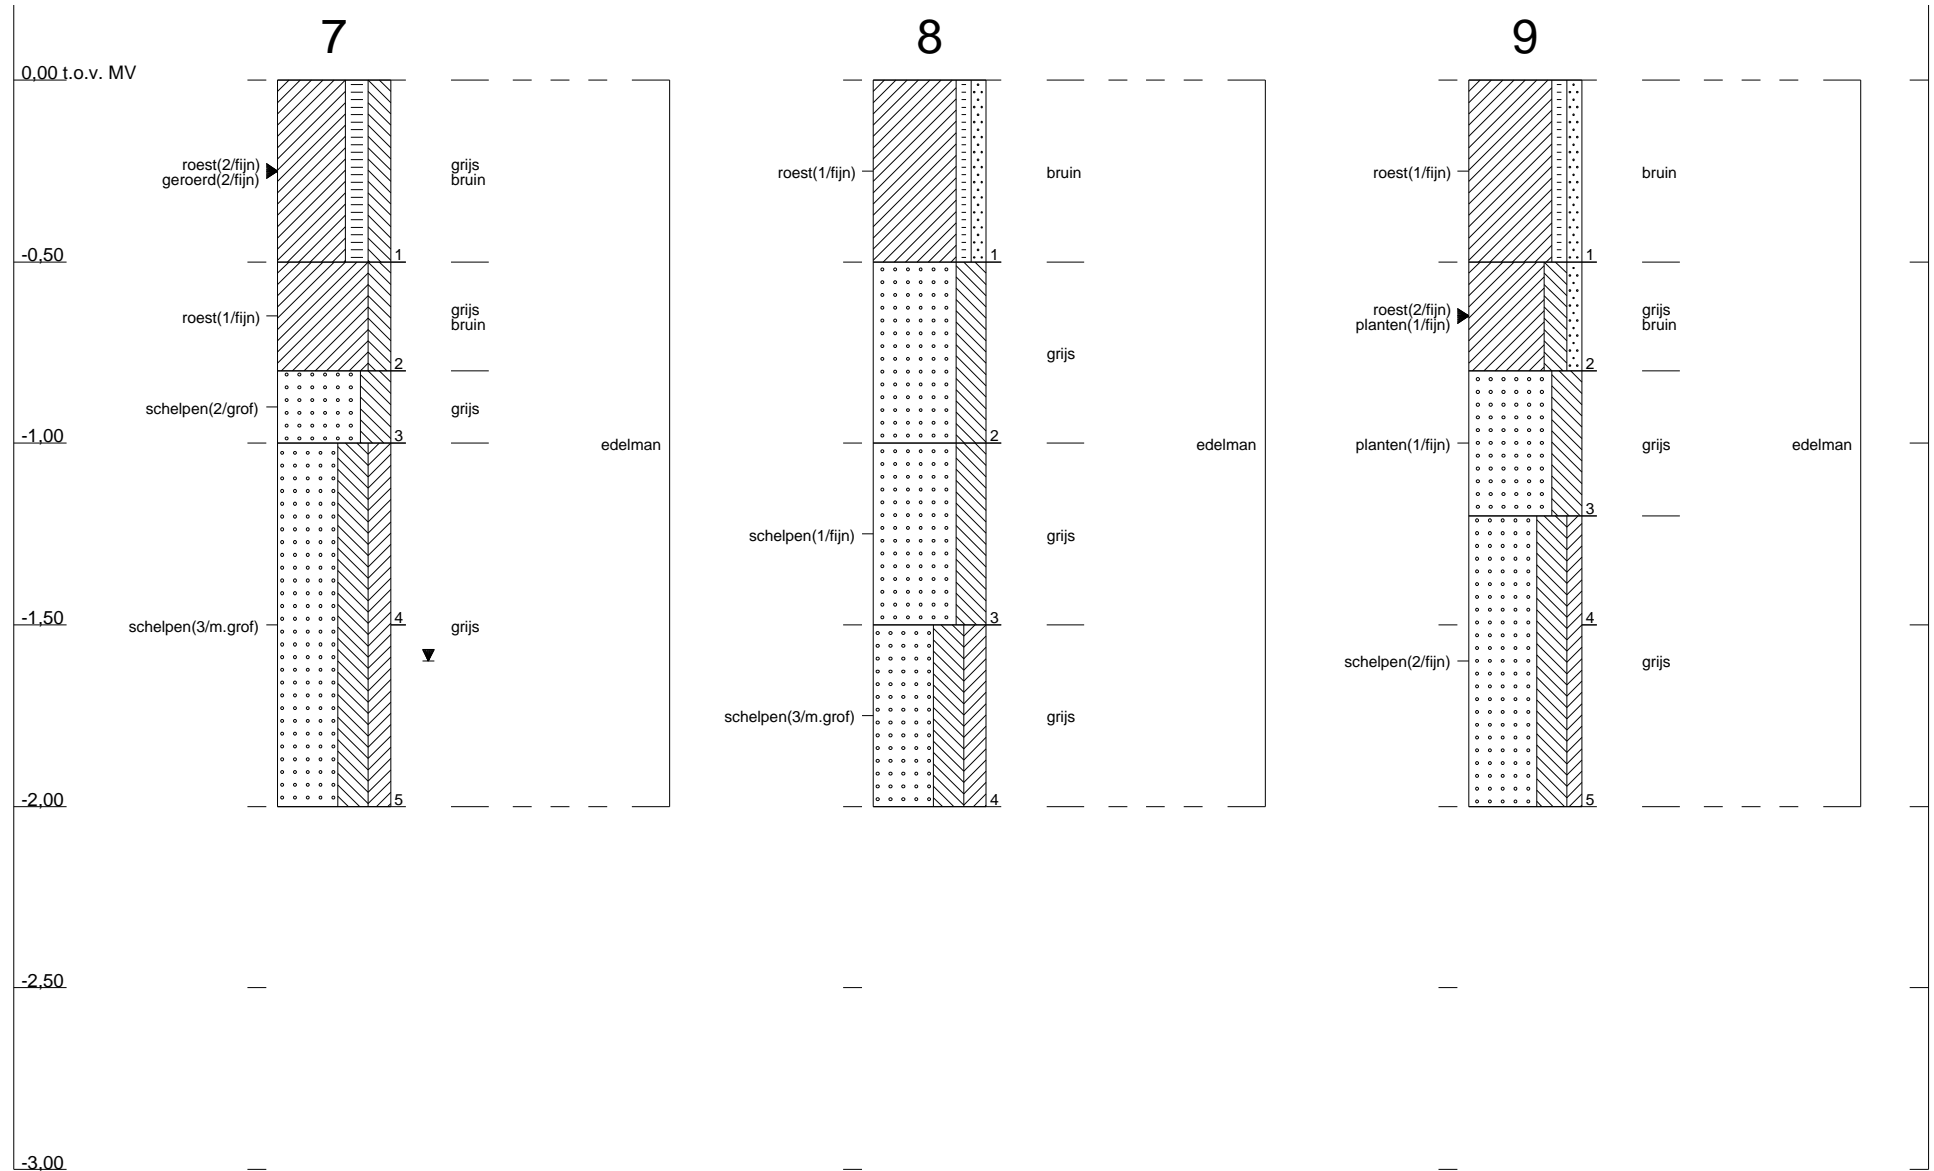 7
8
9
0,00 t.o.v. MV
roest(2/fijn)
geroerd(2/fijn)
grijs
bruin
roest(1/fijn)
bruin
roest(1/fijn)
bruin
-0,50
1
1
1
roest(1/fijn)
grijs
bruin
roest(2/fijn)
planten(1/fijn)
grijs
bruin
grijs
2
2
schelpen(2/grof)
grijs
-1,00
3
edelman
2
edelman
planten(1/fijn)
grijs
edelman
3
schelpen(1/fijn)
grijs
-1,50
schelpen(3/m.grof)
4
grijs
3
4
schelpen(2/fijn)
grijs
schelpen(3/m.grof)
grijs
-2,00
5
4
5
-2,50
-3,00